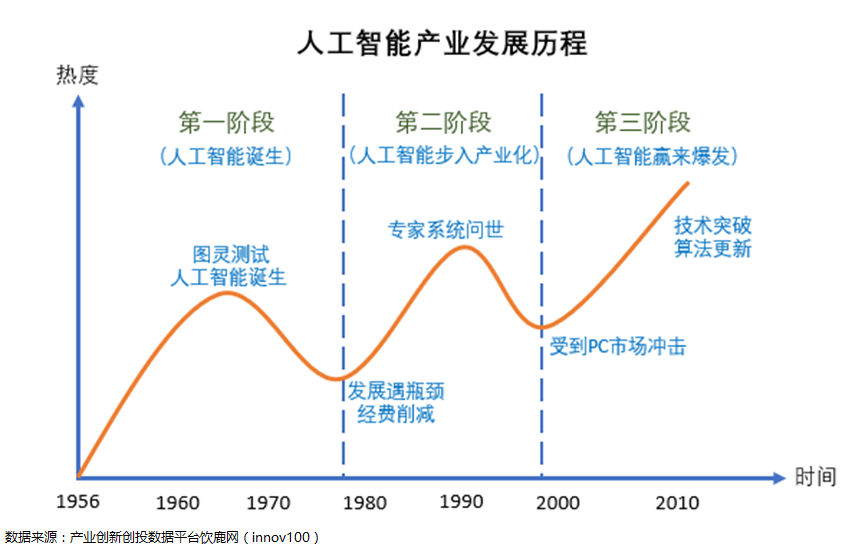 人工智能产业发展历程
热度
第一阶段
（人工智能诞生）
第二阶段
（人工智能步入产业化）
第三阶段
（人工智能赢来爆发）
图灵测试
人工智能诞生
专家系统问世
技术突破
算法更新
发展遇瓶颈
经费削减
受到PC市场冲击
时间
1956
1960
1970
1980
1990
2000
2010
数据来源：产业创新创投数据平台饮鹿网（innov100）